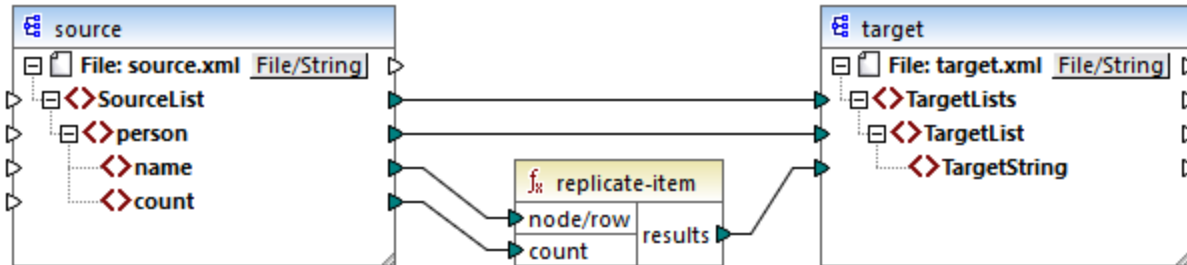 source
File: source.xml File/String
SourceList
person
name
count
fx replicate-item
node/row
count
results
target
File: target.xml File/String
TargetLists
TargetList
TargetString